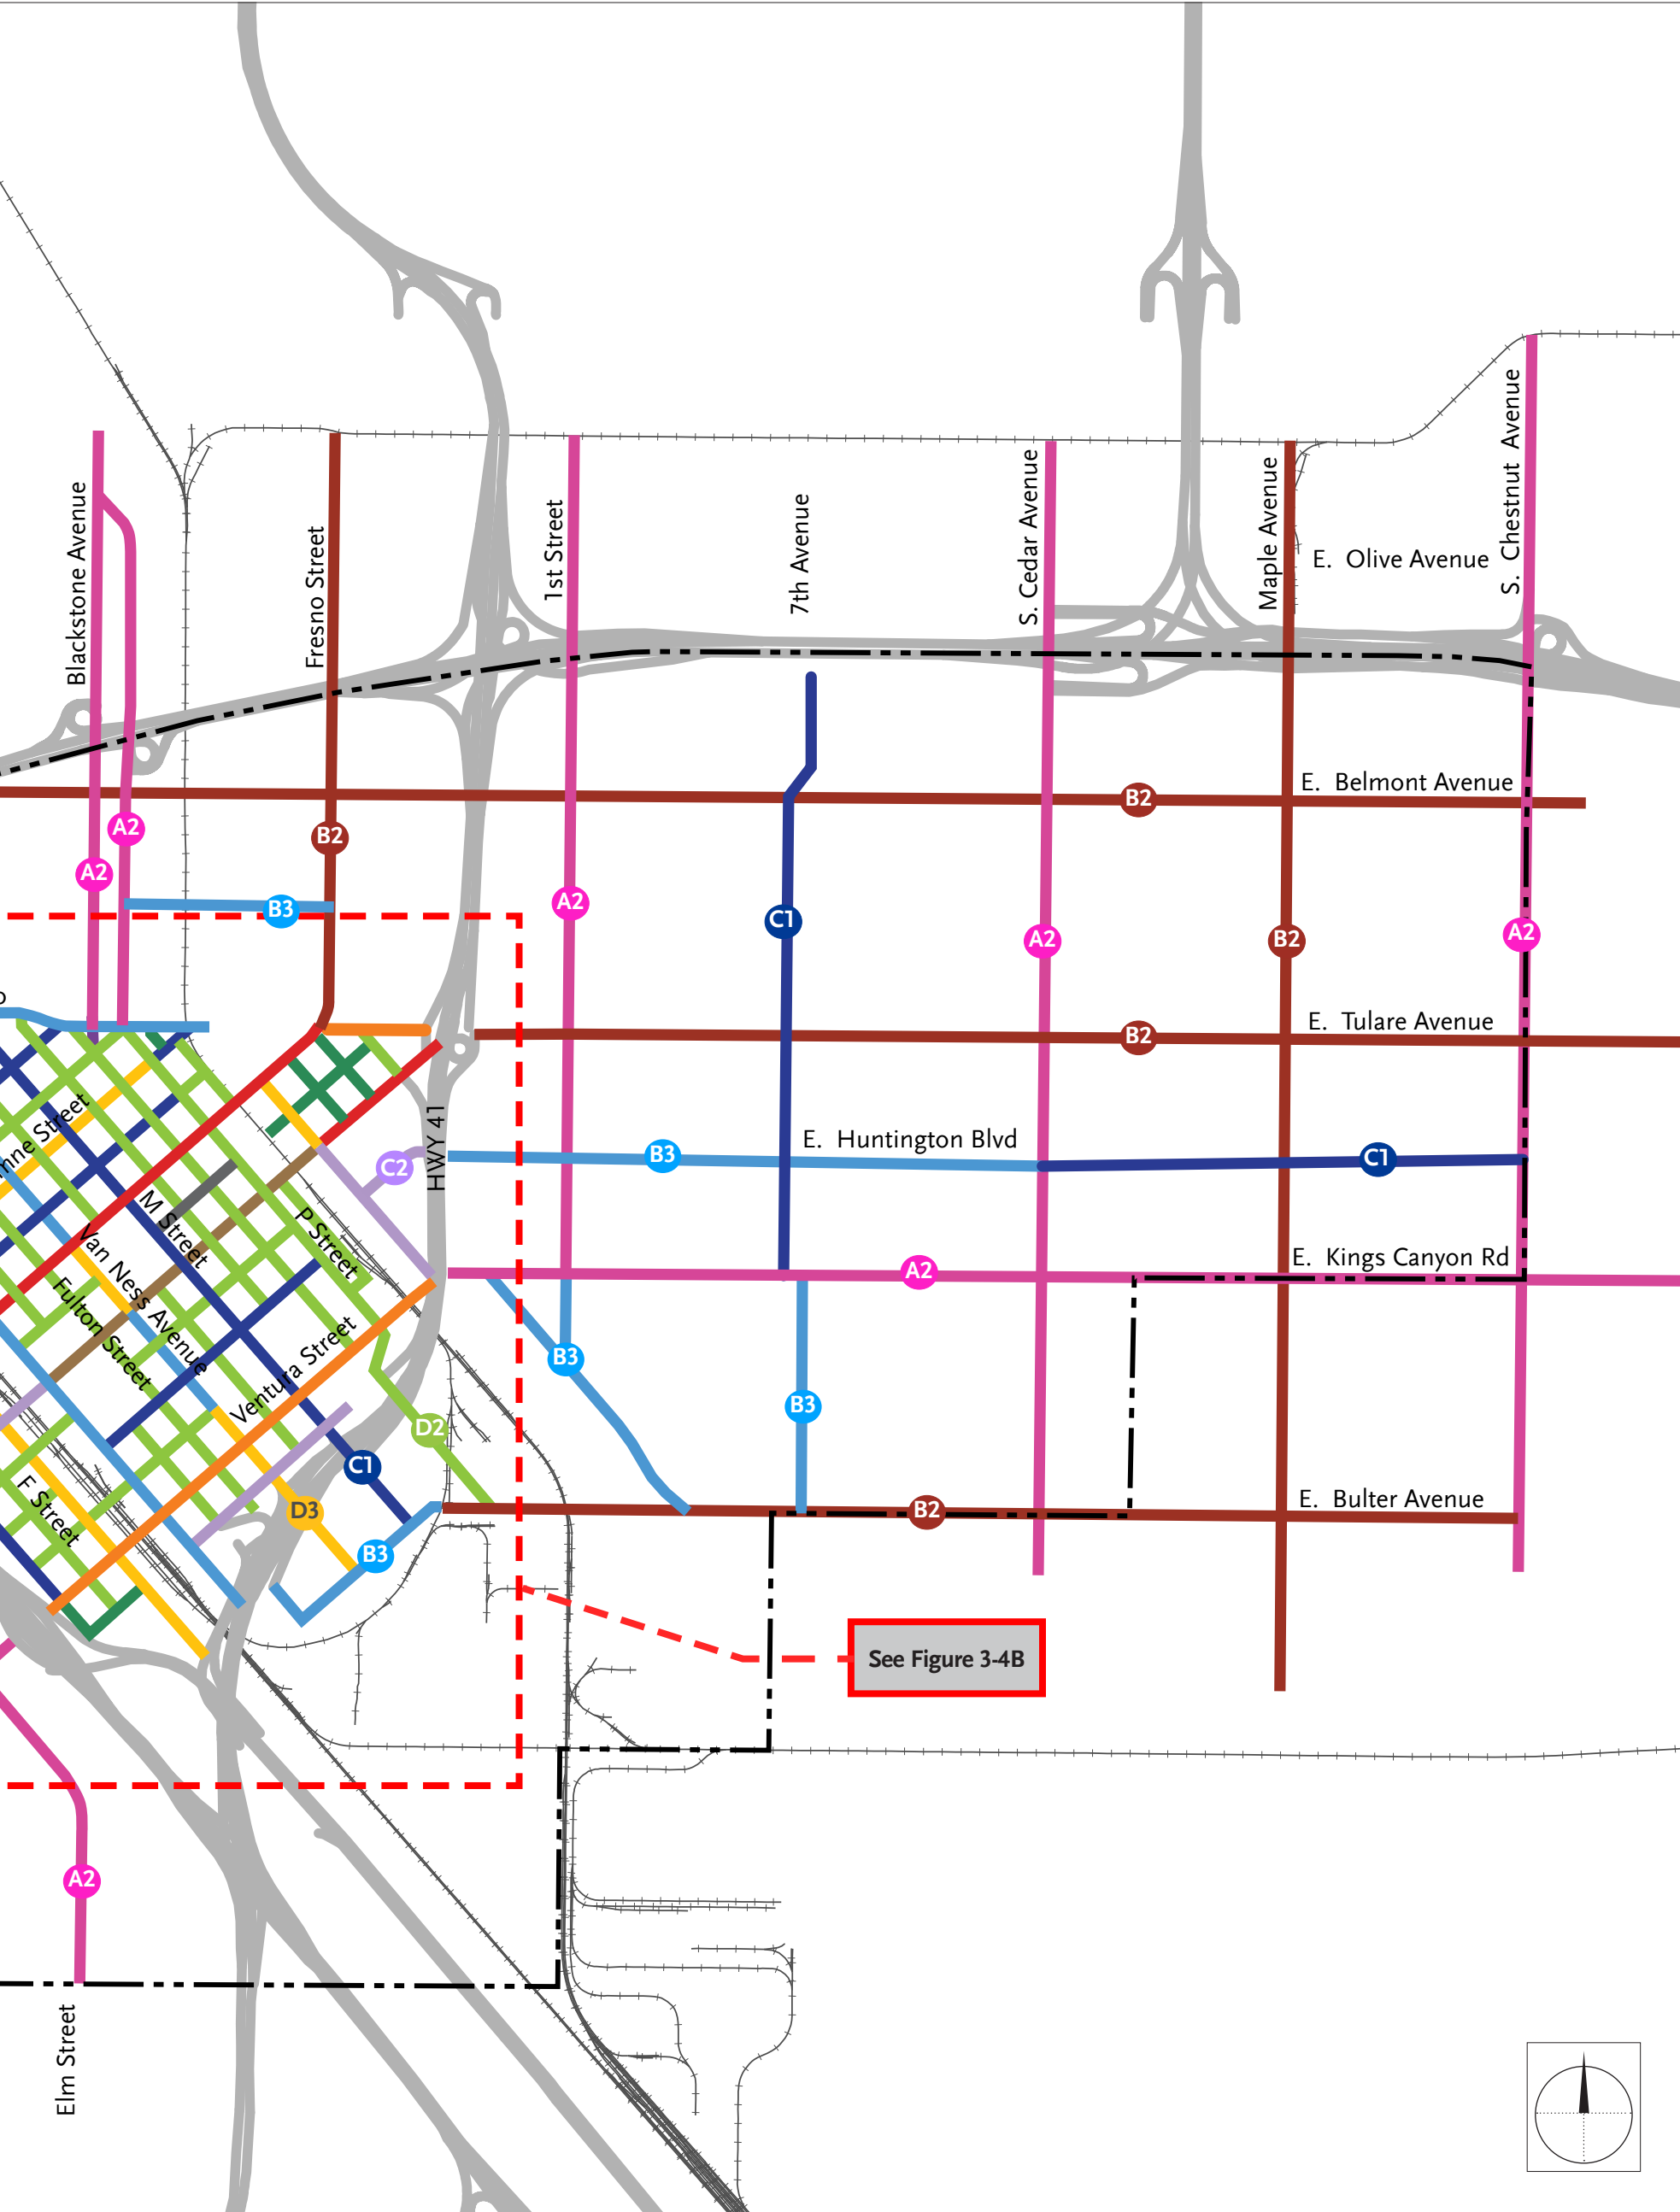 S. Chestnut Avenue
S. Cedar Avenue
Maple Avenue
Blackstone Avenue
Fresno Street
1st Street
7th Avenue
E. Olive Avenue
E. Belmont Avenue
B2
A2
B2
A2
A2
B3
C1
A2
B2
A2
E. Tulare Avenue
B2
HWY 41
E. Huntington Blvd
B3
C1
C2
M Street
P Street
Van Ness Avenue
Fulton Street
Ventura Street
F Street
E. Kings Canyon Rd
A2
B3
B3
D2
C1
D3
B3
E. Bulter Avenue
B2
See Figure 3-4B
A2
Elm Street